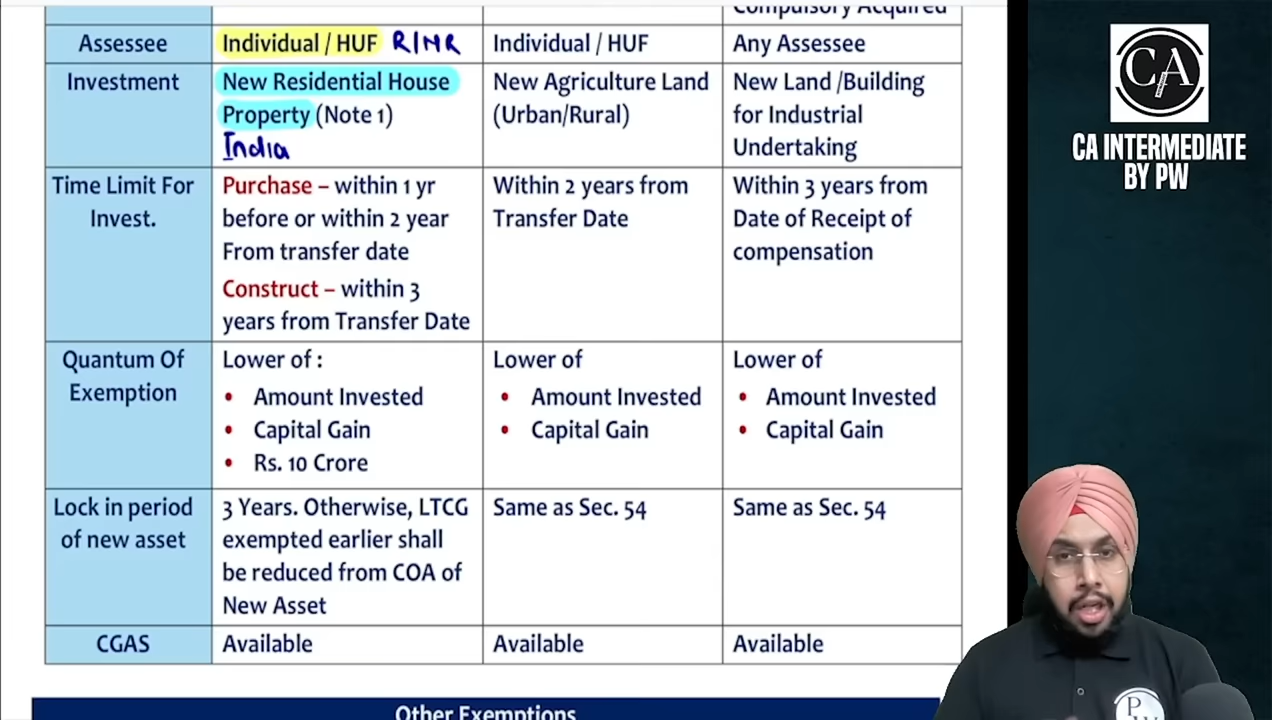 Compulsory Acquired
Assessee Individual / HUF R/NR Individual / HUF Any Assessee
Investment New Residential House New Agriculture Land New Land /Building
Property (Note 1) (Urban/Rural) for Industrial
India Undertaking
Time Limit For Purchase – within 1 yr Within 2 years from Within 3 years from
Invest. before or within 2 year Transfer Date Date of Receipt of
From transfer date compensation
Construct – within 3
years from Transfer Date
Quantum Of Lower of : Lower of Lower of
Exemption • Amount Invested • Amount Invested • Amount Invested
• Capital Gain • Capital Gain • Capital Gain
• Rs. 10 Crore
Lock in period 3 Years. Otherwise, LTCG Same as Sec. 54 Same as Sec. 54
of new asset exempted earlier shall
be reduced from COA of
New Asset
CGAS Available Available Available
Other Exemptions
CA
CA INTERMEDIATE
BY PW
P
W